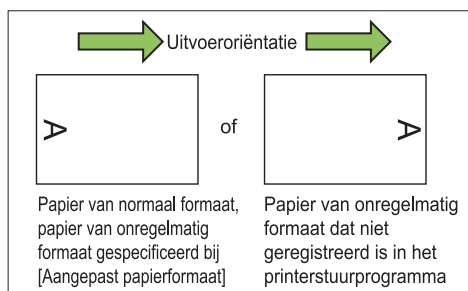 Uitvoeroriëntatie
A
of
A
Papier van normaal formaat,
papier van onregelmatig
formaat gespecificeerd bij
[Aangepast papierformaat]
Papier van onregelmatig
formaat dat niet
geregistreerd is in het
printerstuurprogramma